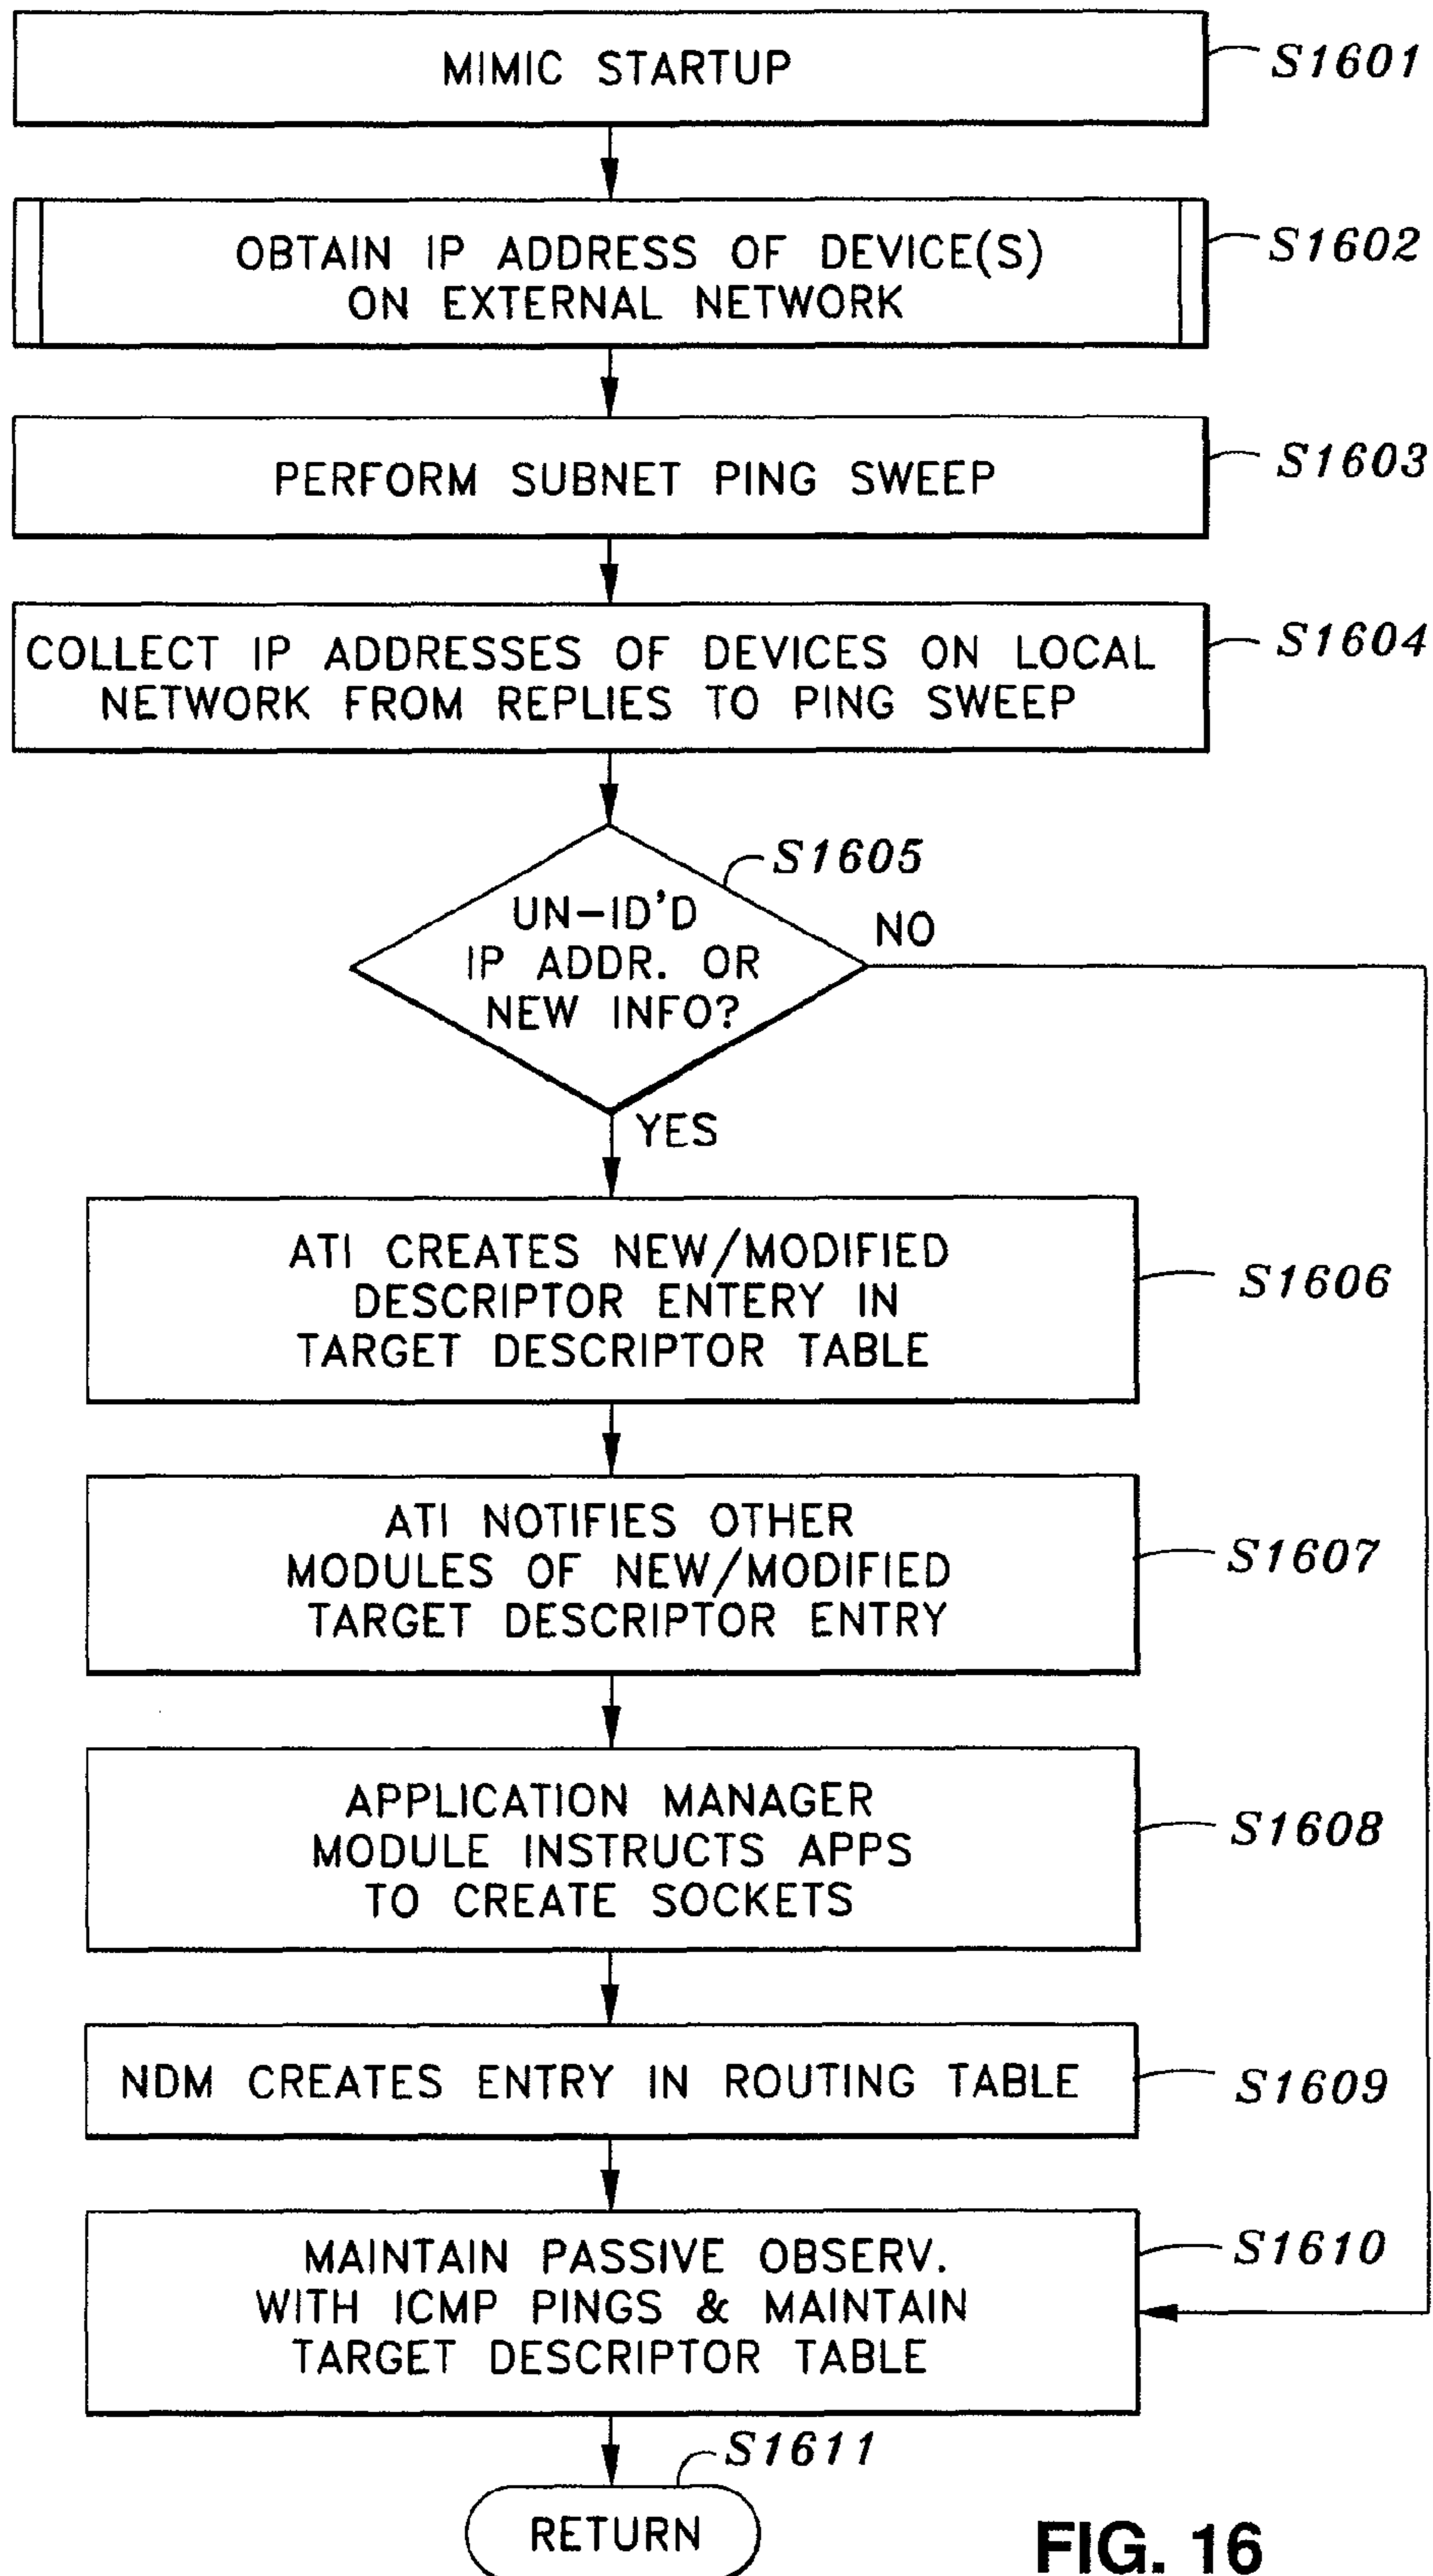 MIMIC STARTUP
S1601
OBTAIN IP ADDRESS OF DEVICE(S)
ON EXTERNAL NETWORK
S1602
PERFORM SUBNET PING SWEEP
S1603
COLLECT IP ADDRESSES OF DEVICES ON LOCAL
NETWORK FROM REPLIES TO PING SWEEP
S1604
S1605
UN-ID'D
IP ADDR. OR
NEW INFO?
NO
YES
ATI CREATES NEW/MODIFIED
DESCRIPTOR ENTERY IN
TARGET DESCRIPTOR TABLE
S1606
ATI NOTIFIES OTHER
MODULES OF NEW/MODIFIED
TARGET DESCRIPTOR ENTRY
S1607
APPLICATION MANAGER
MODULE INSTRUCTS APPS
TO CREATE SOCKETS
S1608
NDM CREATES ENTRY IN ROUTING TABLE
S1609
MAINTAIN PASSIVE OBSERV.
WITH ICMP PINGS & MAINTAIN
TARGET DESCRIPTOR TABLE
S1610
S1611
RETURN
FIG. 16